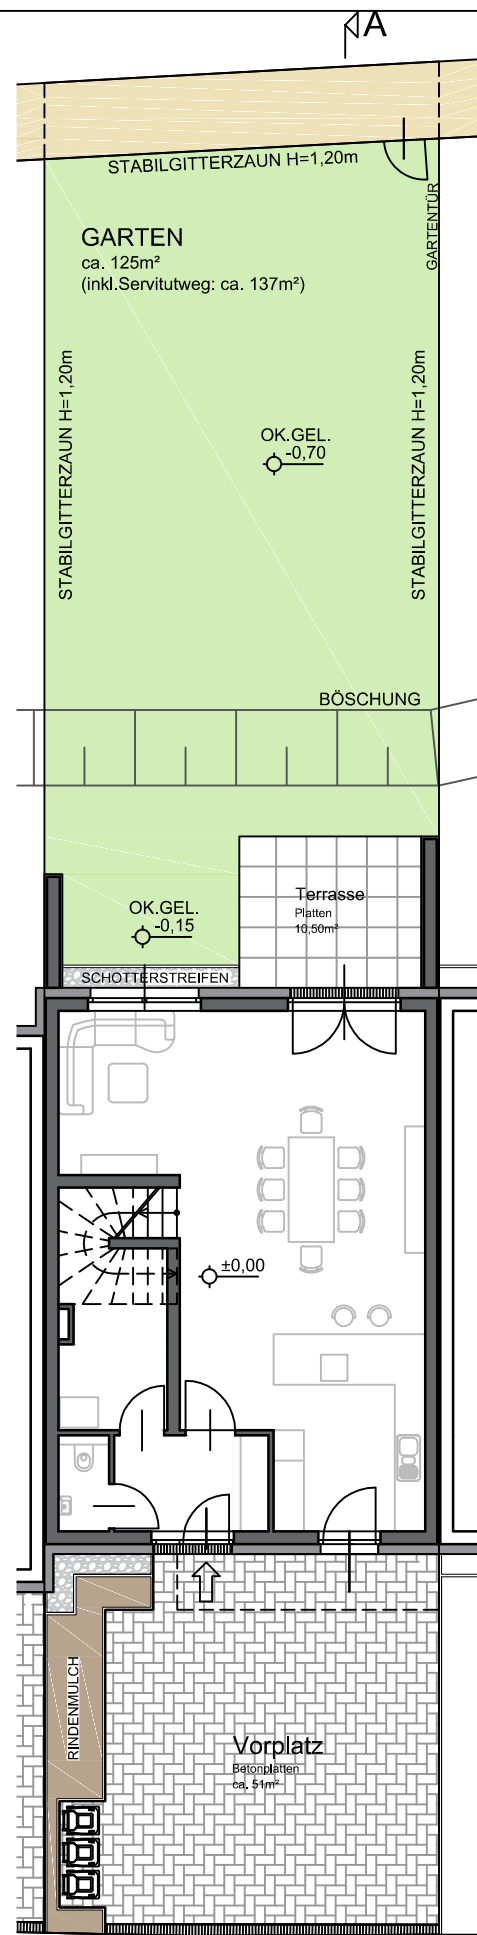 A
STABILGITTERZAUN H=1,20m
GARTENTÜR
GARTEN
ca. 125m²
(inkl.Servitutweg: ca. 137m²)
STABILGITTERZAUN H=1,20m
STABILGITTERZAUN H=1,20m
OK.GEL.
-0,70
BÖSCHUNG
Terrasse
Platten
10,50m²
OK.GEL.
-0,15
SCHOTTERSTREIFEN
±0,00
RINDENMULCH
Vorplatz
Betonplatten
ca. 51m²